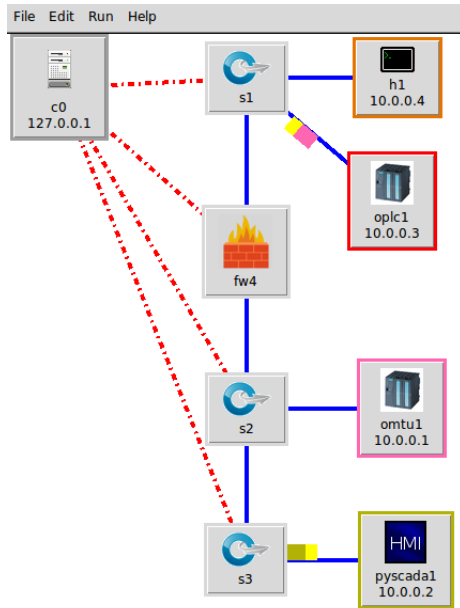 File Edit Run Help
c0
127.0.0.1
s1
h1
10.0.0.4
oplc1
10.0.0.3
fw4
s2
omtu1
10.0.0.1
s3
HMI
pyscada1
10.0.0.2